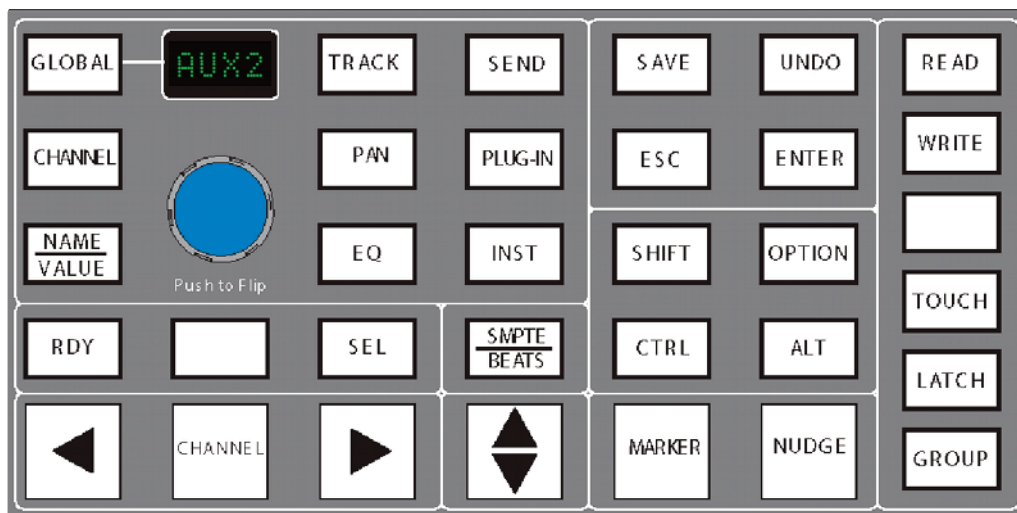 GLOBAL
AUX2
TRACK
SEND
SAVE
UNDO
READ
CHANNEL
PAN
PLUG-IN
ESC
ENTER
WRITE
NAME
VALUE
Push to Flip
EQ
INST
SHIFT
OPTION
TOUCH
RDY
SEL
SMPTE
BEATS
CTRL
ALT
LATCH
CHANNEL
MARKER
NUDGE
GROUP